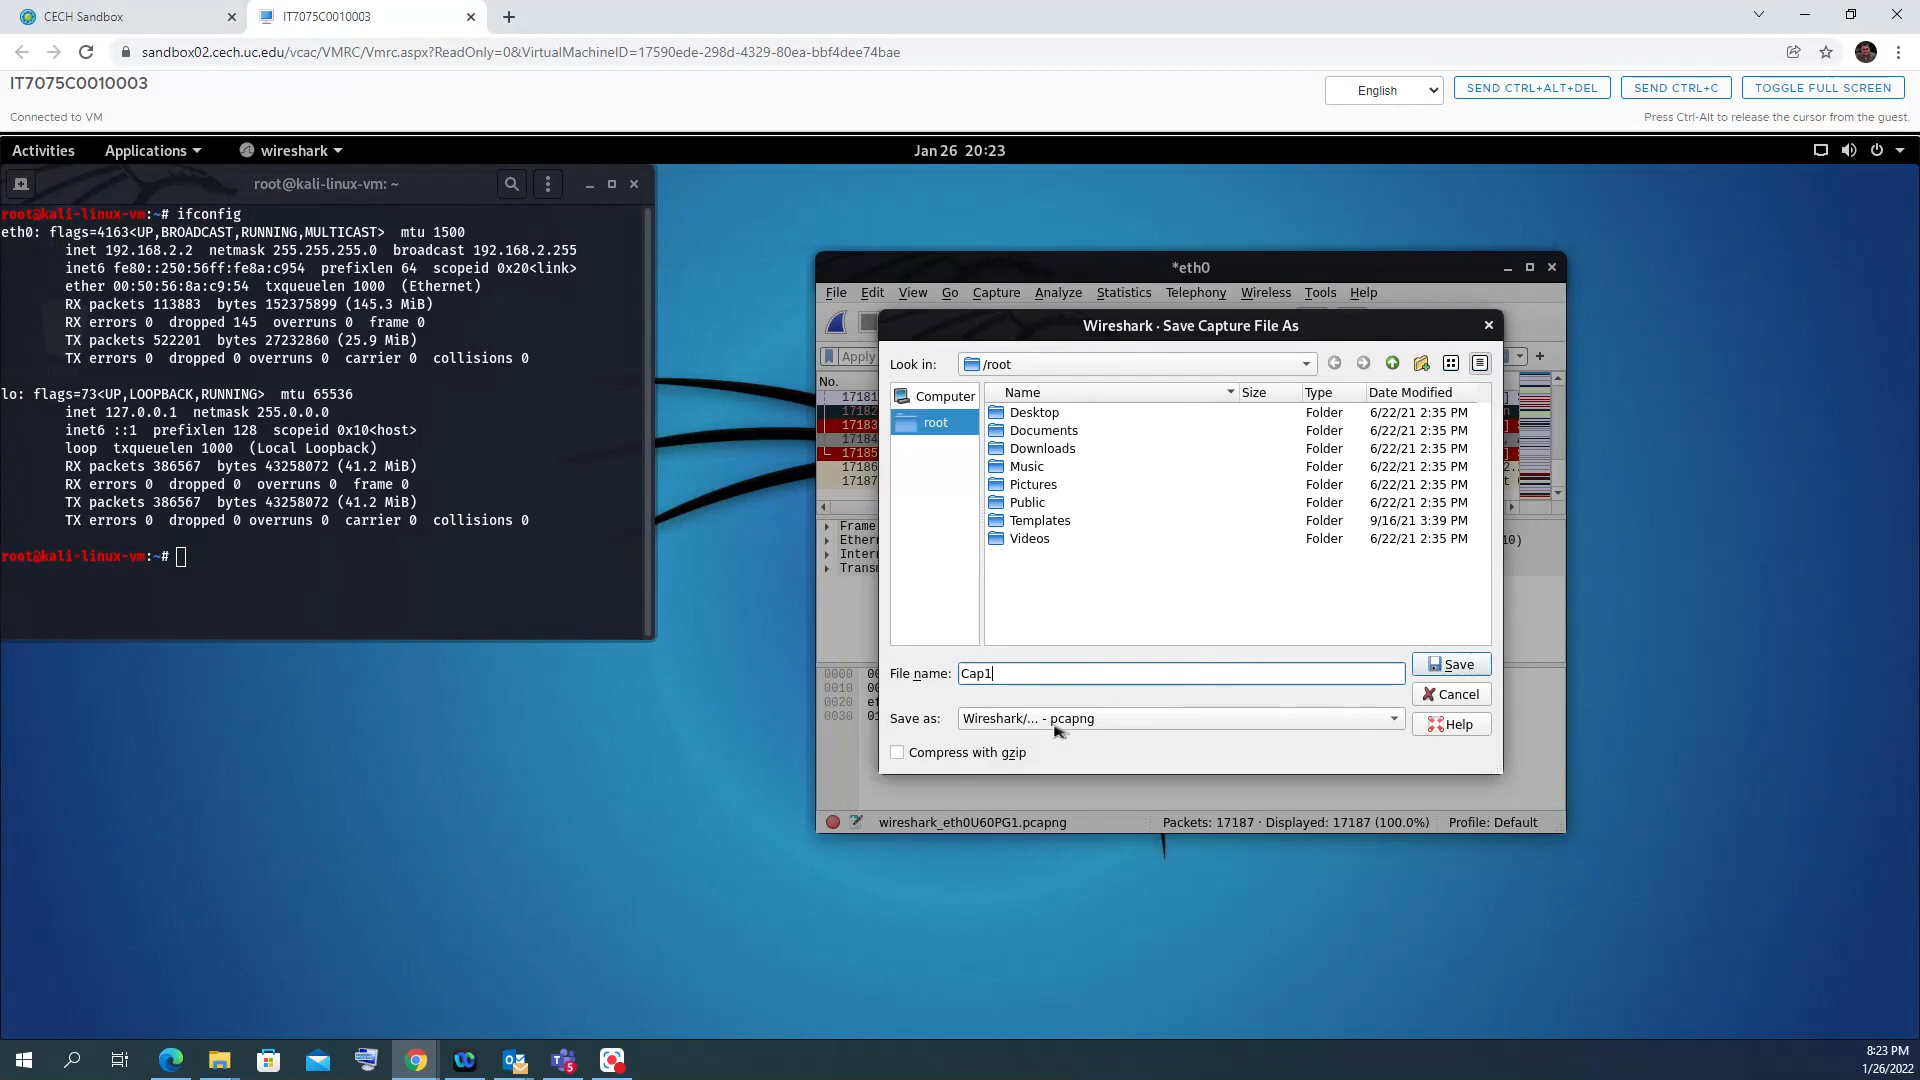 CECH Sandbox
IT7075C0010003
sandbox02.cech.uc.edu/vcac/VMRC/Vmrc.aspx?ReadOnly=0&VirtualMachineID=17590ede-298d-4329-80ea-bbf4dee74bae
IT7075C0010003
English
SEND CTRL+ALT+DEL
SEND CTRL+C
TOGGLE FULL SCREEN
Connected to VM
Press Ctrl-Alt to release the cursor from the guest.
Activities
Applications
wireshark
Jan 26 20:23
root@kali-linux-vm: ~
root@kali-linux-vm:~# ifconfig
eth0: flags=4163<UP,BROADCAST,RUNNING,MULTICAST> mtu 1500
inet 192.168.2.2 netmask 255.255.255.0 broadcast 192.168.2.255
inet6 fe80::250:56ff:fe8a:c954 prefixlen 64 scopeid 0x20<link>
ether 00:50:56:8a:c9:54 txqueuelen 1000 (Ethernet)
RX packets 113883 bytes 152375899 (145.3 MiB)
RX errors 0 dropped 145 overruns 0 frame 0
TX packets 522201 bytes 27232860 (25.9 MiB)
TX errors 0 dropped 0 overruns 0 carrier 0 collisions 0
lo: flags=73<UP,LOOPBACK,RUNNING> mtu 65536
inet 127.0.0.1 netmask 255.0.0.0
inet6 ::1 prefixlen 128 scopeid 0x10<host>
loop txqueuelen 1000 (Local Loopback)
RX packets 386567 bytes 43258072 (41.2 MiB)
RX errors 0 dropped 0 overruns 0 frame 0
TX packets 386567 bytes 43258072 (41.2 MiB)
TX errors 0 dropped 0 overruns 0 carrier 0 collisions 0
root@kali-linux-vm:~#
*eth0
File Edit View Go Capture Analyze Statistics Telephony Wireless Tools Help
Apply
No.
17181
17182
17183
17184
17185
17186
17187
Frame
Ethern
Intern
Transm
0000 00
0010 00
0020 ef
0030 01
Wireshark · Save Capture File As
Look in: /root
Computer
root
Name Size Type Date Modified
Desktop Folder 6/22/21 2:35 PM
Documents Folder 6/22/21 2:35 PM
Downloads Folder 6/22/21 2:35 PM
Music Folder 6/22/21 2:35 PM
Pictures Folder 6/22/21 2:35 PM
Public Folder 6/22/21 2:35 PM
Templates Folder 9/16/21 3:39 PM
Videos Folder 6/22/21 2:35 PM
File name: Cap1
Save
Cancel
Save as: Wireshark/... - pcapng
Help
Compress with gzip
wireshark_eth0U60PG1.pcapng
Packets: 17187 · Displayed: 17187 (100.0%)
Profile: Default
8:23 PM
1/26/2022